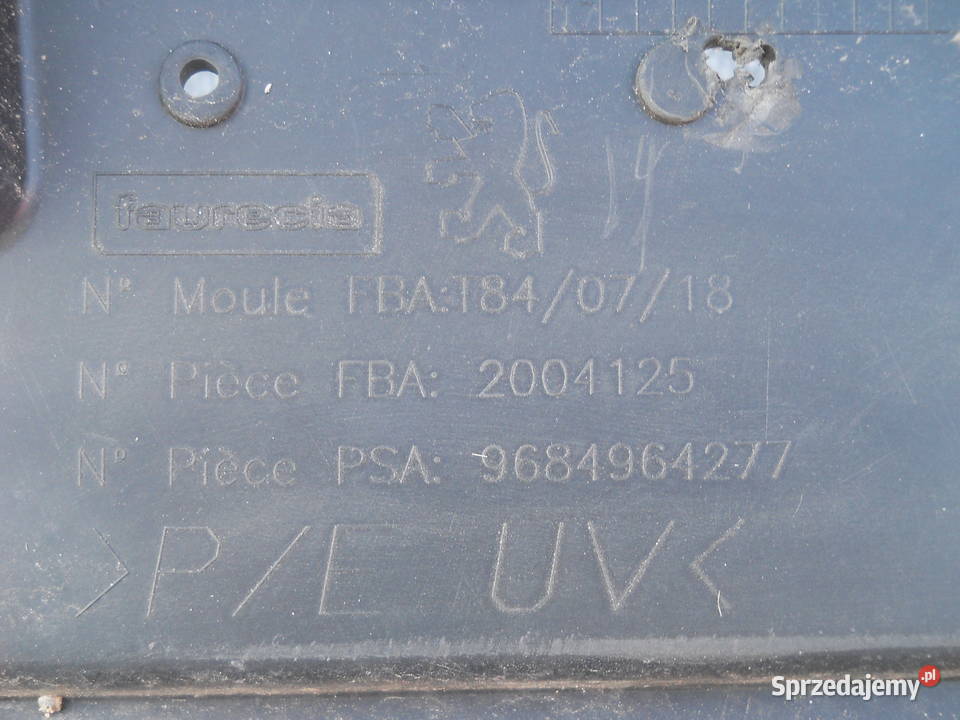 14
faurecia
N° Moule FBA:184/07/18
N° Pièce FBA: 2004125
N° Pièce PSA: 9684964277
>P/E UV<
Sprzedajemy.pl